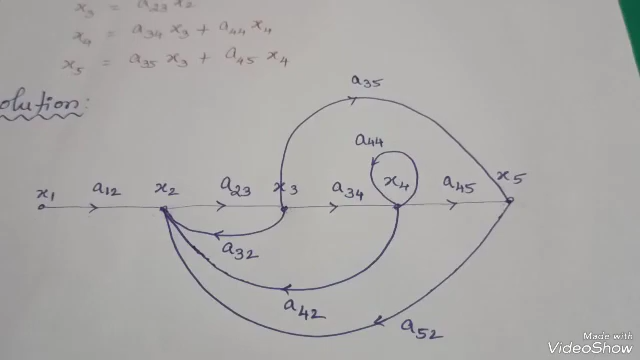 x3 = a23 x2
x4 = a34 x3 + a44 x4
x5 = a35 x3 + a45 x4
olution:
a35
a44
x1 a12 x2 a23 x3 a34 x4 a45 x5
a32
a42
a52
Made with
VideoShow